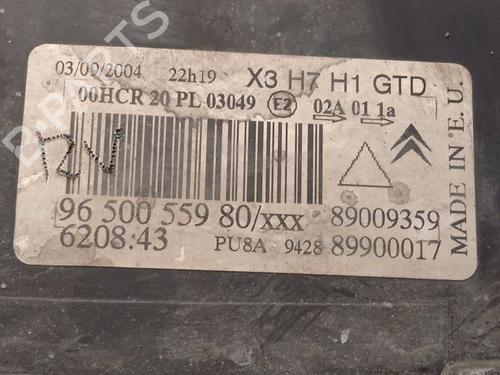 03/09/2004 22h19 X3 H7 H1 GTD
00HCR 20 PL 03049 E2 02A 01 1a
MADE IN E.U.
96 500 559 80/xxx 89009359
6208:43 PU8A 9428 89900017